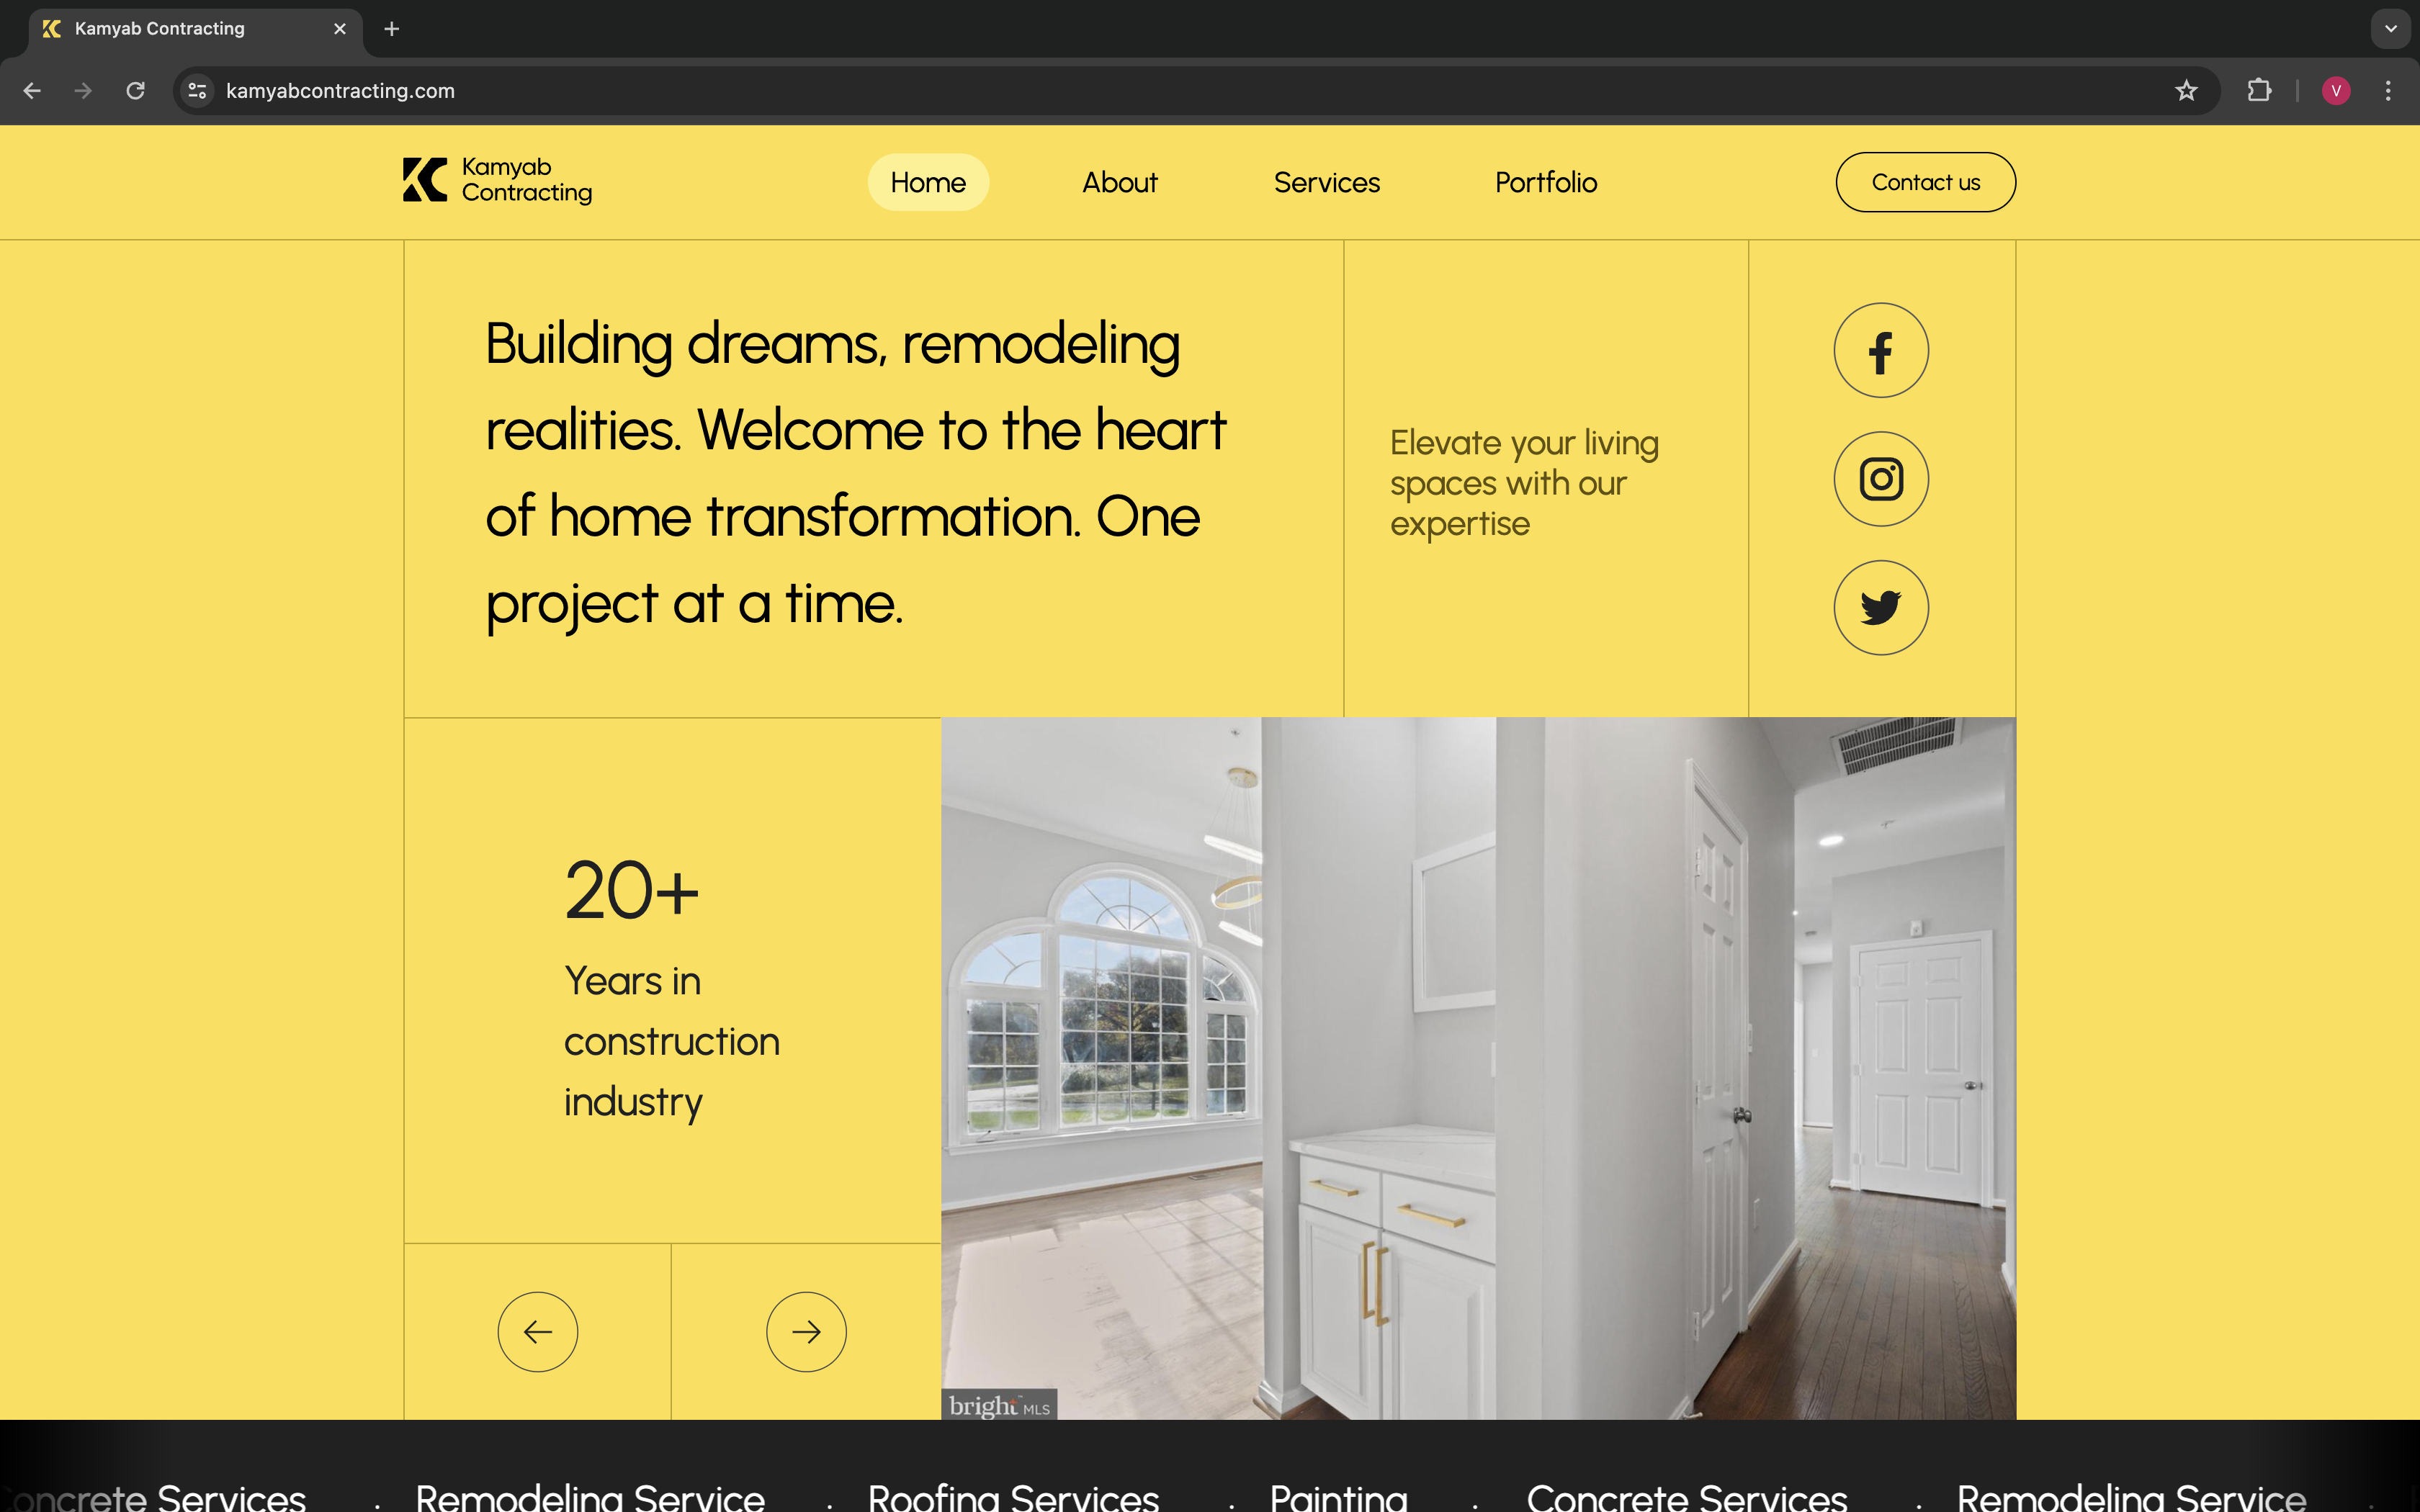 Kamyab Contracting
kamyabcontracting.com
V
Kamyab
Contracting
Home
About
Services
Portfolio
Contact us
Building dreams, remodeling
realities. Welcome to the heart
of home transformation. One
project at a time.
Elevate your living
spaces with our
expertise
20+
Years in
construction
industry
bright MLS
oncrete Services . Remodeling Service . Roofing Services . Painting . Concrete Services . Remodeling Service .